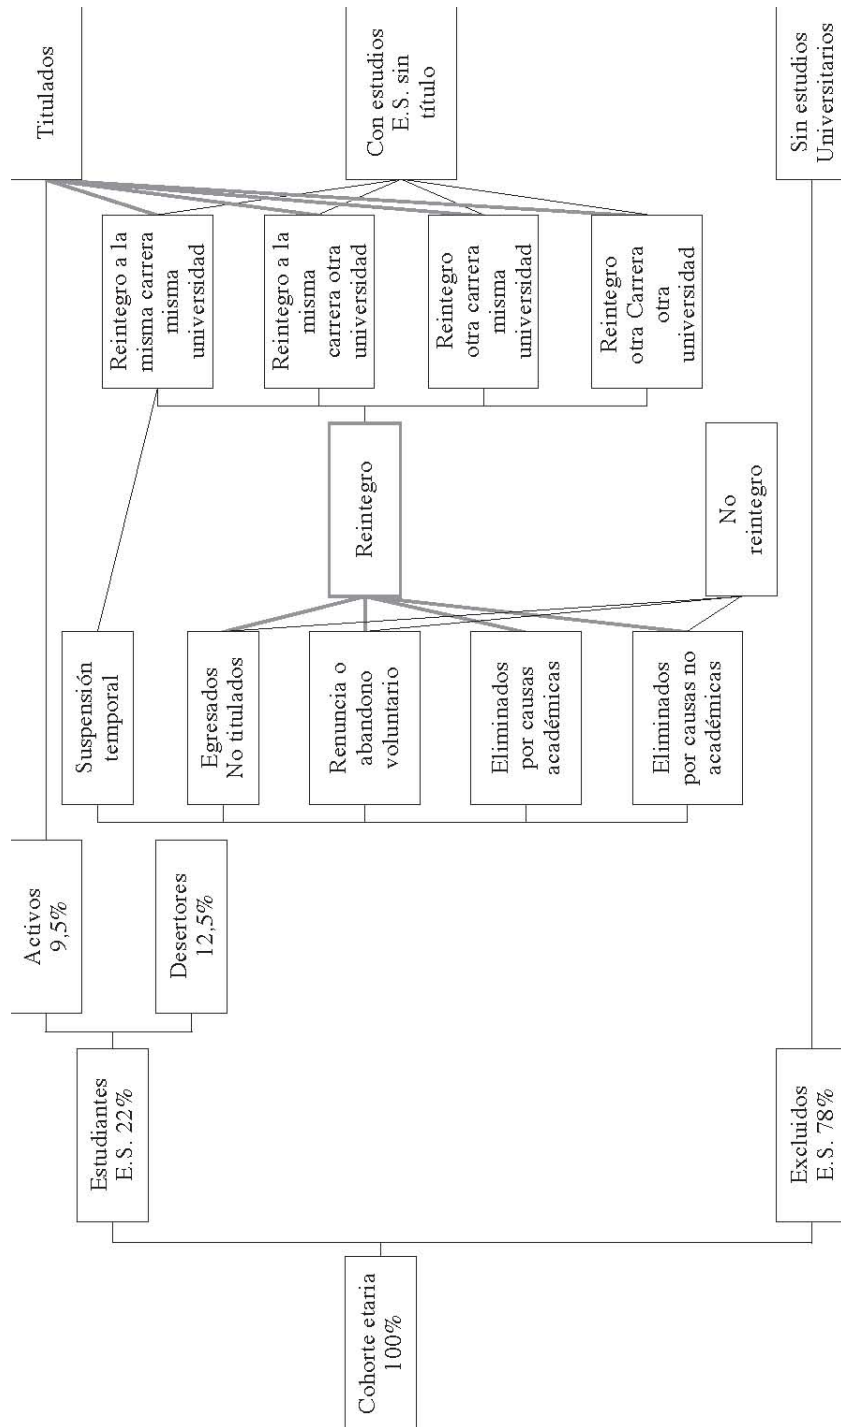 Cohorte etaria
100%
Estudiantes
E.S. 22%
Excluidos
E.S. 78%
Activos
9,5%
Desertores
12,5%
Suspensión
temporal
Egresados
No titulados
Renuncia o
abandono
voluntario
Eliminados
por causas
académicas
Eliminados
por causas no
académicas
Reintegro
No
reintegro
Reintegro a la
misma carrera
misma
universidad
Reintegro a la
misma
carrera otra
universidad
Reintegro
otra carrera
misma
universidad
Reintegro
otra Carrera
otra
universidad
Titulados
Con estudios
E.S. sin
título
Sin estudios
Universitarios